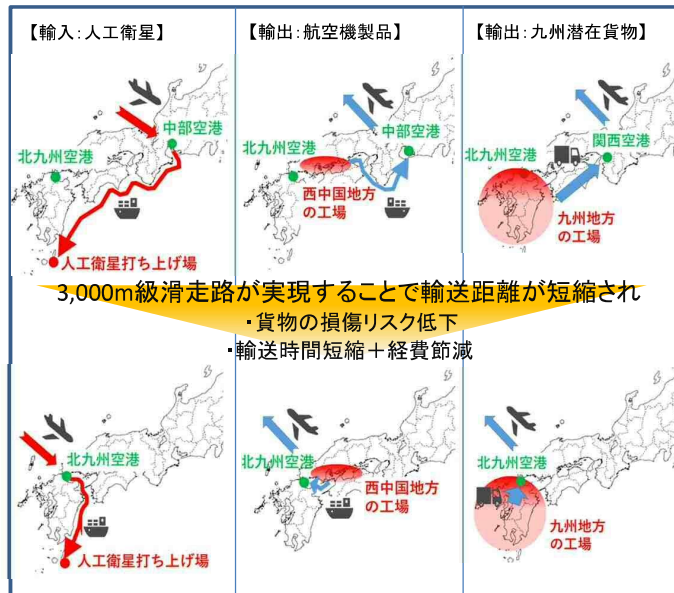 【輸入:人工衛星】
中部空港
北九州空港
人工衛星打ち上げ場
【輸出:航空機製品】
中部空港
北九州空港
西中国地方
の工場
【輸出:九州潜在貨物】
関西空港
北九州空港
九州地方
の工場
3,000m級滑走路が実現することで輸送距離が短縮され
・貨物の損傷リスク低下
・輸送時間短縮+経費節減
北九州空港
人工衛星打ち上げ場
北九州空港
西中国地方
の工場
北九州空港
九州地方
の工場